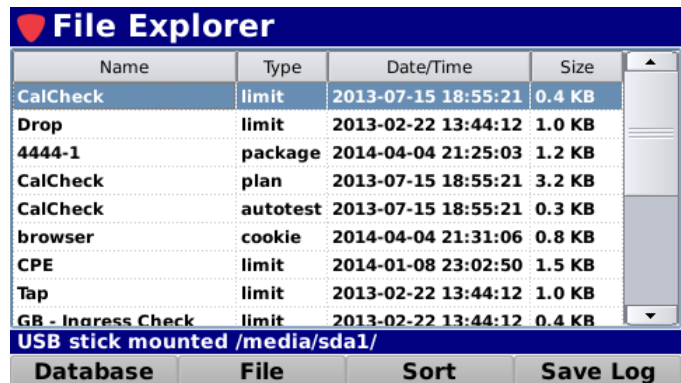 File Explorer
Name Type Date/Time Size
CalCheck limit 2013-07-15 18:55:21 0.4 KB
Drop limit 2013-02-22 13:44:12 1.0 KB
4444-1 package 2014-04-04 21:25:03 1.2 KB
CalCheck plan 2013-07-15 18:55:21 3.2 KB
CalCheck autotest 2013-07-15 18:55:21 0.3 KB
browser cookie 2014-04-04 21:31:06 0.8 KB
CPE limit 2014-01-08 23:02:50 1.5 KB
Tap limit 2013-02-22 13:44:12 1.0 KB
GB - Ingress Check limit 2013-02-22 13:44:12 0.4 KB
USB stick mounted /media/sda1/
Database File Sort Save Log